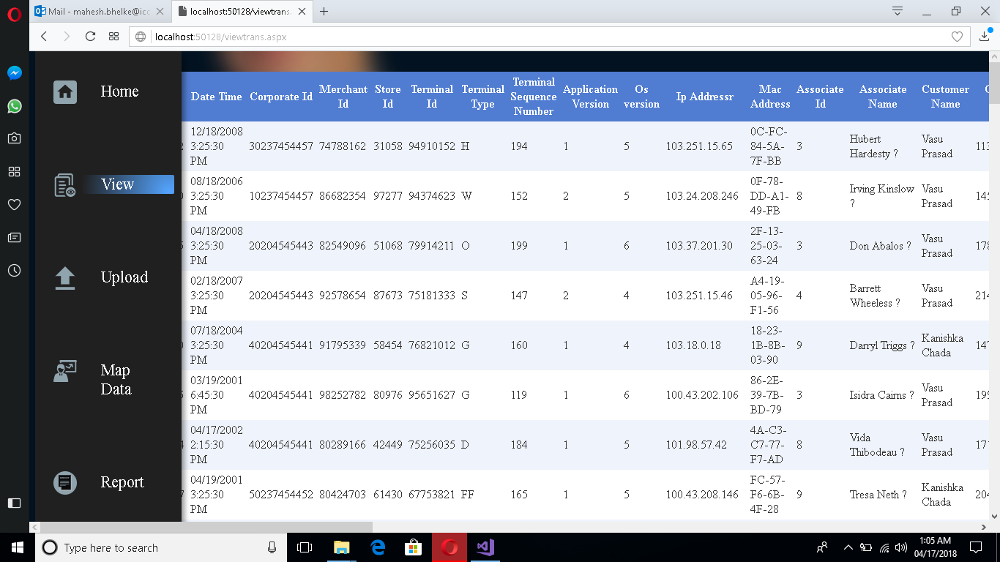 Mail - mahesh.bhelke@icc
localhost:50128/viewtrans.
localhost:50128/viewtrans.aspx
Home
View
Upload
Map
Data
Report
Date Time Corporate Id Merchant Id Store Id Terminal Id Terminal Type Terminal Sequence Number Application Version Os version Ip Addressr Mac Address Associate Id Associate Name Customer Name
12/18/2008 3:25:30 PM 30237454457 74788162 31058 94910152 H 194 1 5 103.251.15.65 0C-FC-84-5A-7F-BB 3 Hubert Hardesty ? Vasu Prasad 113
08/18/2006 3:25:30 PM 10237454457 86682354 97277 94374623 W 152 2 5 103.24.208.246 0F-78-DD-A1-49-FB 8 Irving Kinslow ? Vasu Prasad 145
04/18/2008 3:25:30 PM 20204545443 82549096 51068 79914211 O 199 1 6 103.37.201.30 2F-13-25-03-63-24 3 Don Abalos ? Vasu Prasad 178
02/18/2007 3:25:30 PM 20204545443 92578654 87673 75181333 S 147 2 4 103.251.15.46 A4-19-05-96-F1-56 4 Barrett Wheeless ? Vasu Prasad 214
07/18/2004 3:25:30 PM 40204545441 91795339 58454 76821012 G 160 1 4 103.18.0.18 18-23-1B-8B-03-90 9 Darryl Triggs ? Kanishka Chada 147
03/19/2001 6:45:30 PM 40204545441 98252782 80976 95651627 G 119 1 6 100.43.202.106 86-2E-39-7B-BD-79 3 Isidra Cairns ? Vasu Prasad 199
04/17/2002 2:15:30 PM 40204545441 80289166 42449 75256035 D 184 1 5 101.98.57.42 4A-C3-C7-77-F7-AD 8 Vida Thibodeau ? Vasu Prasad 171
04/19/2001 3:25:30 PM 50237454452 80424703 61430 67753821 FF 165 1 5 100.43.208.146 FC-57-F6-6B-4F-28 9 Tresa Neth ? Kanishka Chada 204
Type here to search
1:05 AM
04/17/2018